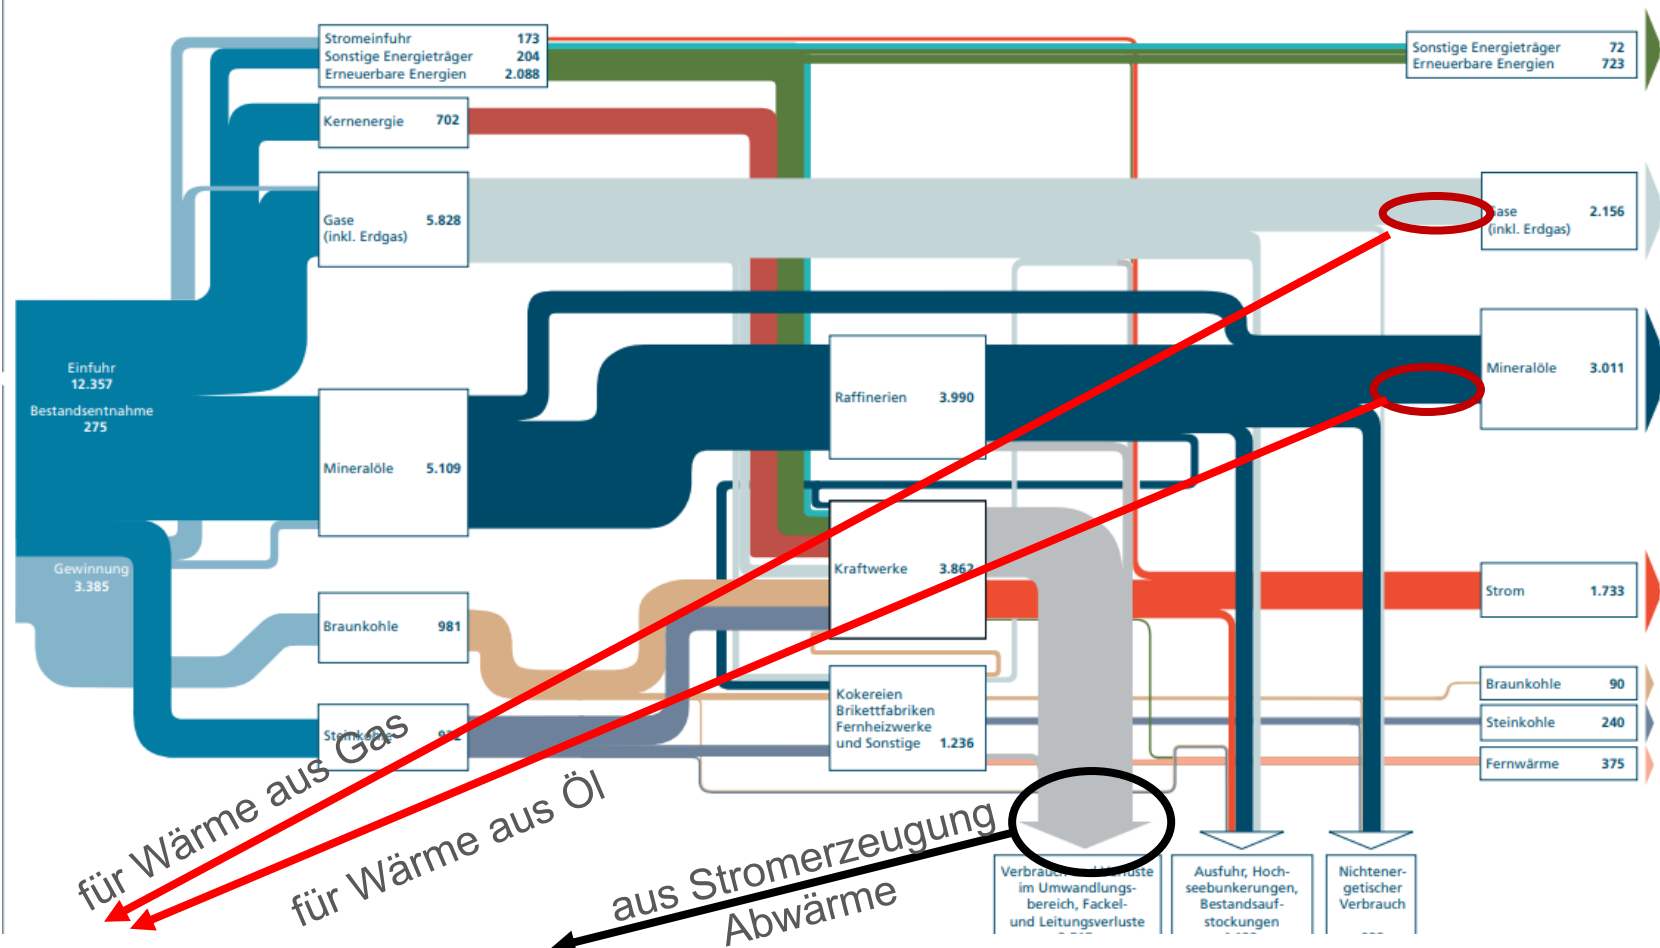 Stromeinfuhr 173
Sonstige Energieträger 204
Erneuerbare Energien 2.088
Kernenergie 702
Gase 5.828
(inkl. Erdgas)
Einfuhr
12.357
Bestandsentnahme
275
Mineralöle 5.109
Gewinnung
3.385
Braunkohle 981
Steinkohle
Raffinerien 3.990
Kraftwerke 3.862
Kokereien
Brikettfabriken
Fernheizwerke
und Sonstige 1.236
Sonstige Energieträger 72
Erneuerbare Energien 723
Gase 2.156
(inkl. Erdgas)
Mineralöle 3.011
Strom 1.733
Braunkohle 90
Steinkohle 240
Fernwärme 375
für Wärme aus Gas
für Wärme aus Öl
aus Stromerzeugung
Abwärme
im Umwandlungs-
bereich, Fackel-
und Leitungsverluste
Ausfuhr, Hoch-
seebunkerungen,
Bestandsauf-
stockungen
Nichtener-
getischer
Verbrauch